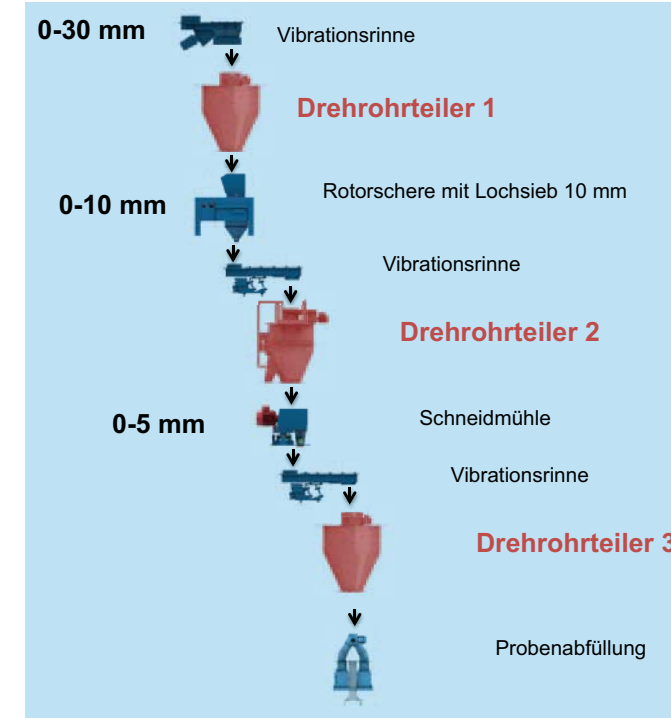 0-30 mm
Vibrationsrinne
Drehrohrteiler 1
Rotorschere mit Lochsieb 10 mm
0-10 mm
Vibrationsrinne
Drehrohrteiler 2
0-5 mm
Schneidmühle
Vibrationsrinne
Drehrohrteiler 3
Probenabfüllung